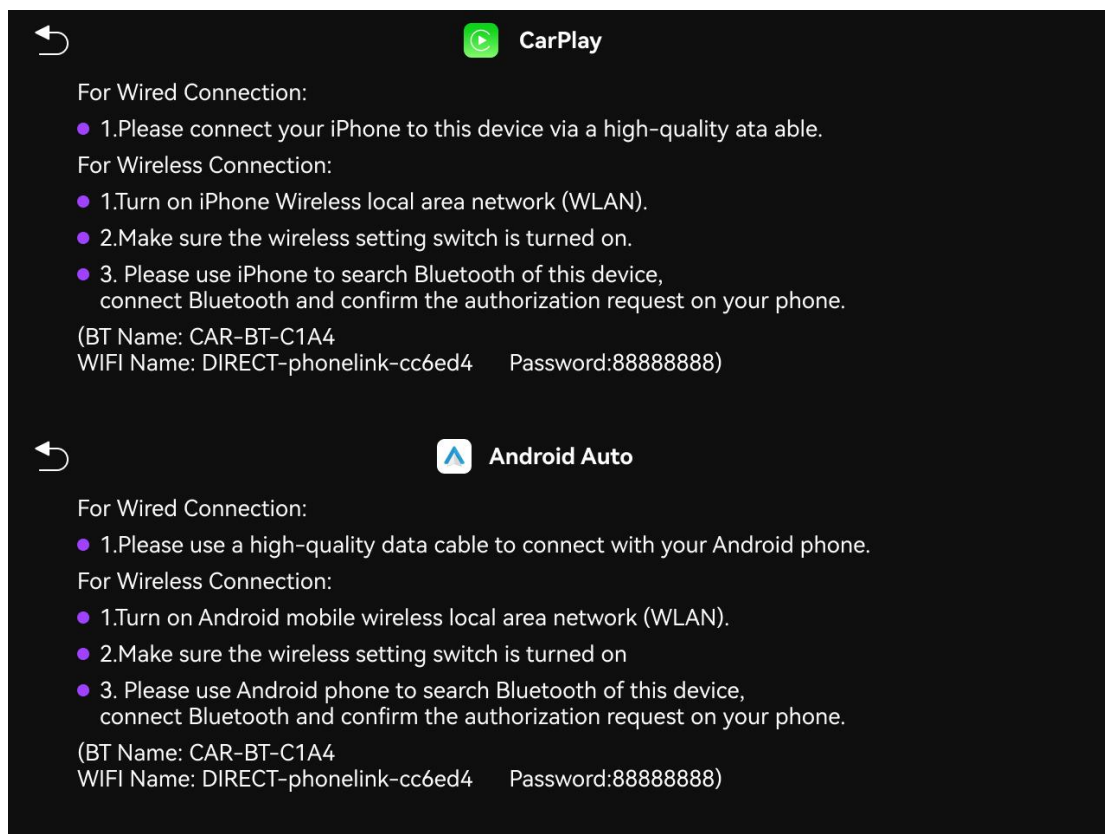 CarPlay
For Wired Connection:
1.Please connect your iPhone to this device via a high-quality ata able.
For Wireless Connection:
1.Turn on iPhone Wireless local area network (WLAN).
2.Make sure the wireless setting switch is turned on.
3. Please use iPhone to search Bluetooth of this device,
connect Bluetooth and confirm the authorization request on your phone.
(BT Name: CAR-BT-C1A4
WIFI Name: DIRECT-phonelink-cc6ed4 Password:88888888)
Android Auto
For Wired Connection:
1.Please use a high-quality data cable to connect with your Android phone.
For Wireless Connection:
1.Turn on Android mobile wireless local area network (WLAN).
2.Make sure the wireless setting switch is turned on
3. Please use Android phone to search Bluetooth of this device,
connect Bluetooth and confirm the authorization request on your phone.
(BT Name: CAR-BT-C1A4
WIFI Name: DIRECT-phonelink-cc6ed4 Password:88888888)